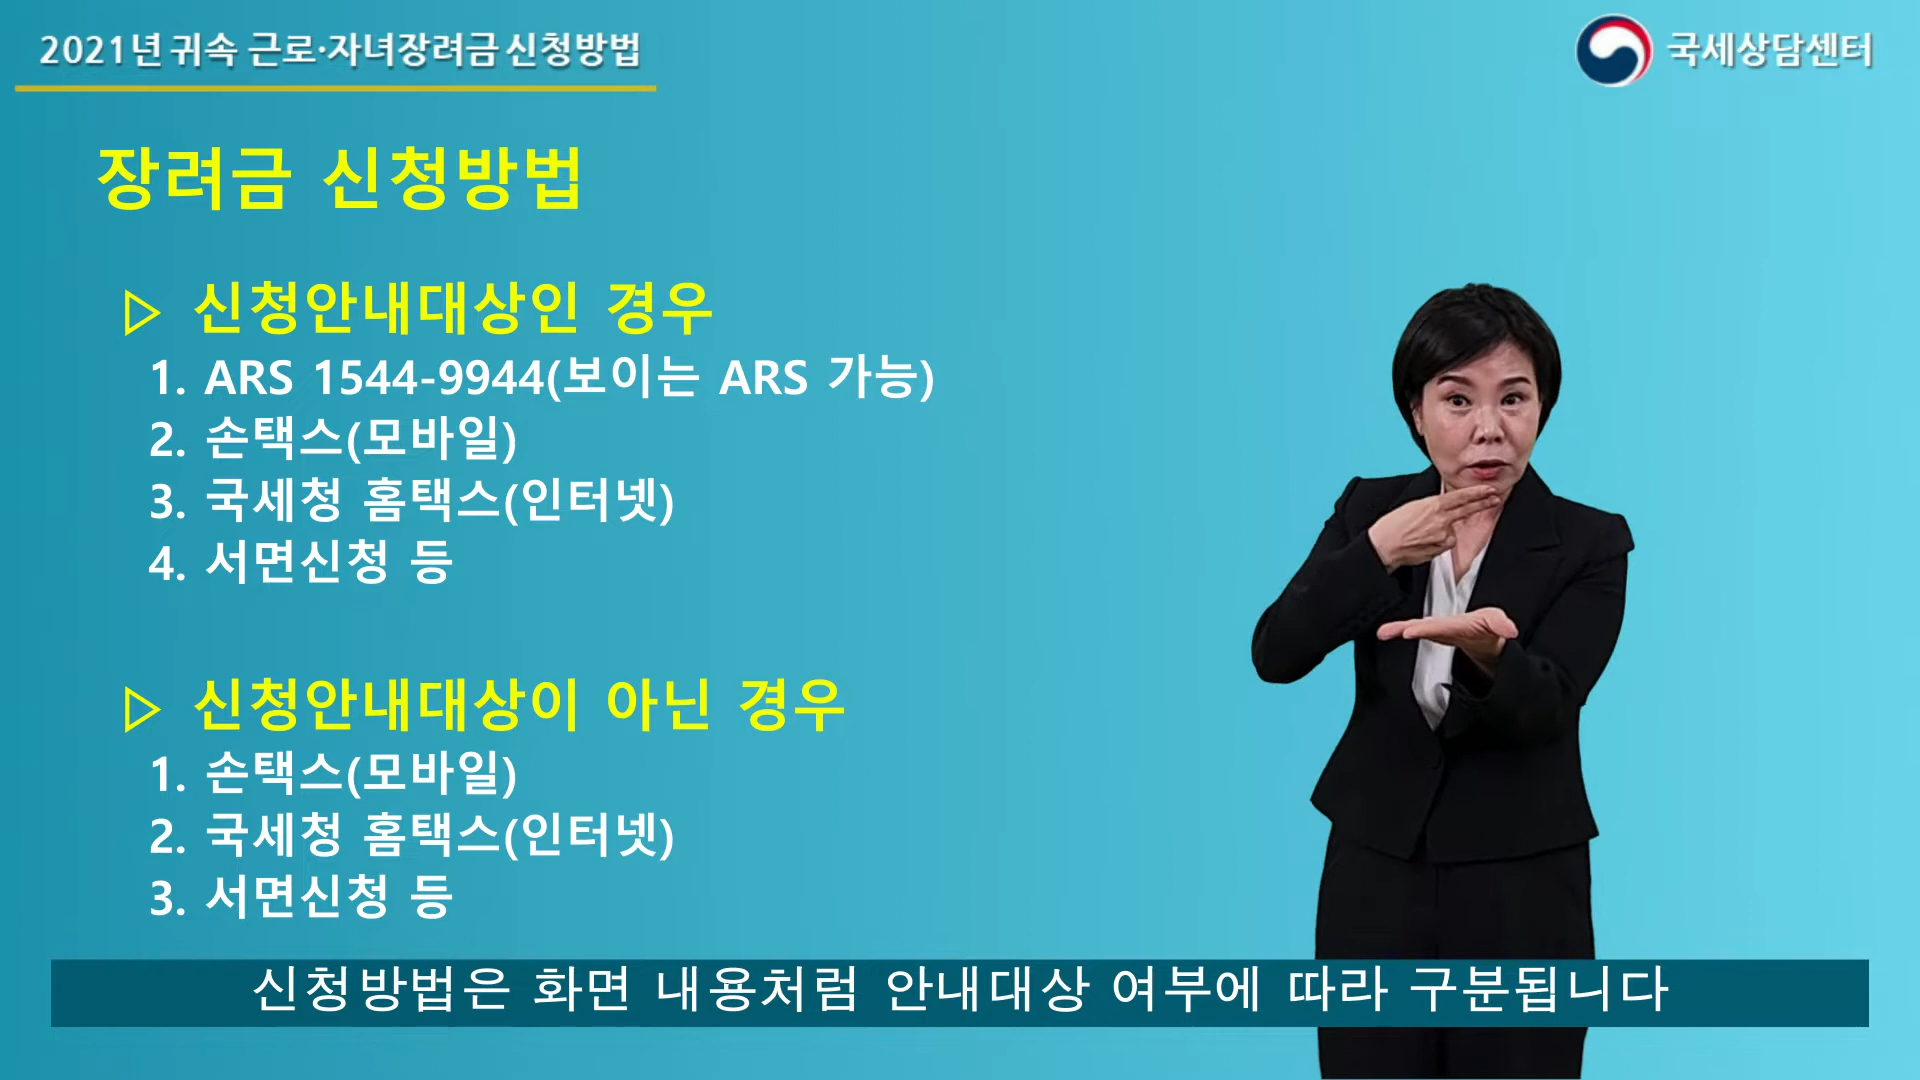 2021년 귀속 근로·자녀장려금 신청방법
국세상담센터
장려금 신청방법
▷ 신청안내대상인 경우
1. ARS 1544-9944(보이는 ARS 가능)
2. 손택스(모바일)
3. 국세청 홈택스(인터넷)
4. 서면신청 등
▷ 신청안내대상이 아닌 경우
1. 손택스(모바일)
2. 국세청 홈택스(인터넷)
3. 서면신청 등
신청방법은 화면 내용처럼 안내대상 여부에 따라 구분됩니다